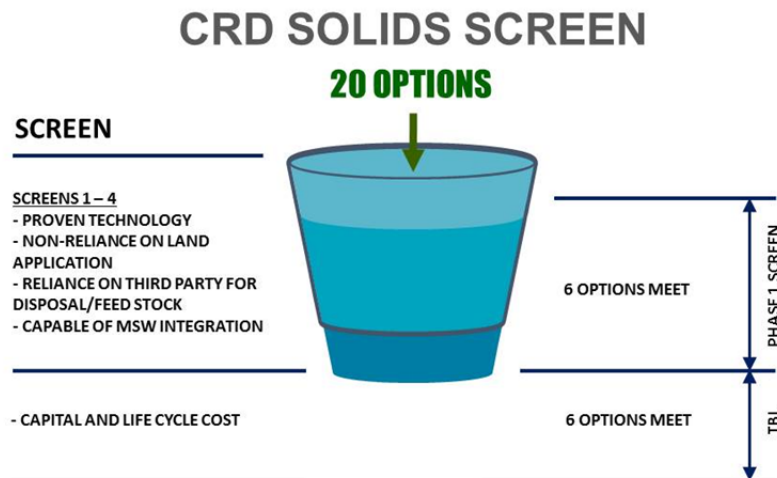 CRD SOLIDS SCREEN
20 OPTIONS
SCREEN
SCREENS 1 – 4
- PROVEN TECHNOLOGY
- NON-RELIANCE ON LAND
APPLICATION
- RELIANCE ON THIRD PARTY FOR
DISPOSAL/FEED STOCK
- CAPABLE OF MSW INTEGRATION
6 OPTIONS MEET
PHASE 1 SCREEN
- CAPITAL AND LIFE CYCLE COST
6 OPTIONS MEET
TBL